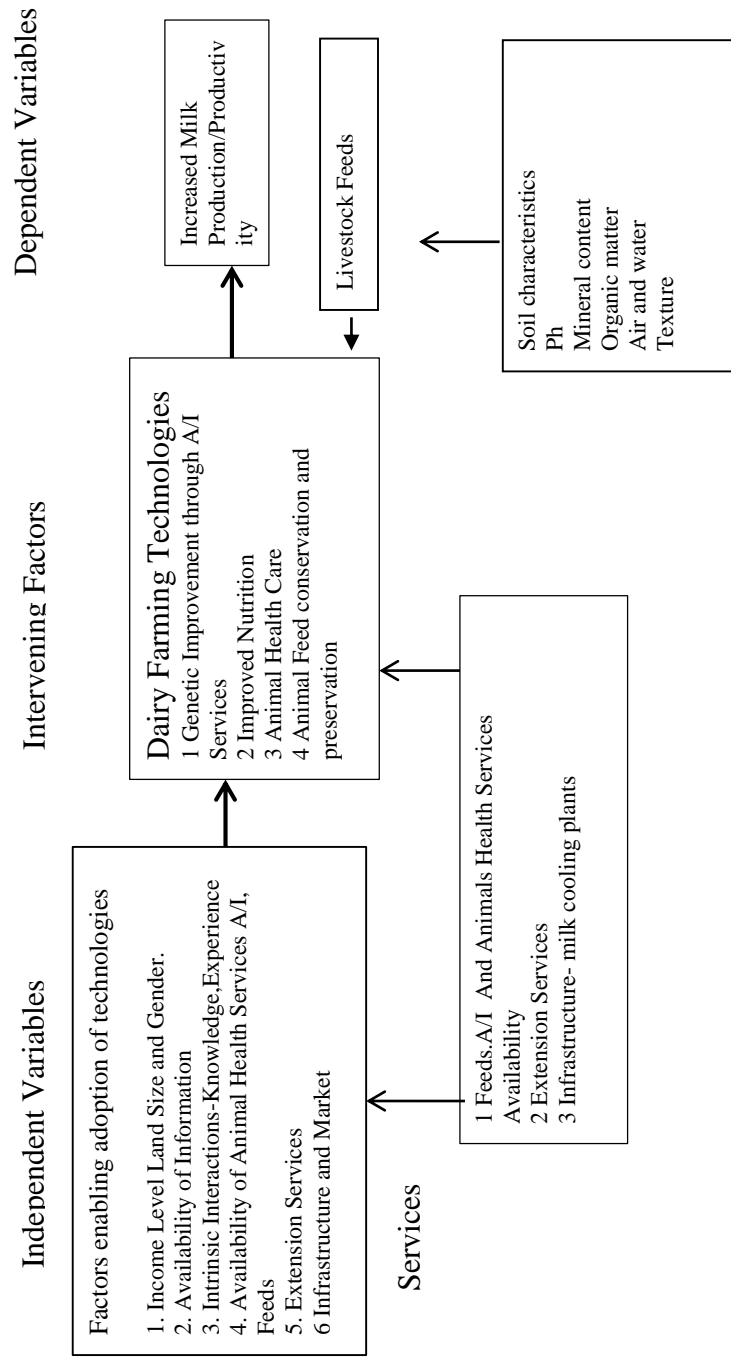 Independent Variables
Intervening Factors
Dependent Variables
Factors enabling adoption of technologies
1. Income Level Land Size and Gender.
2. Availability of Information
3. Intrinsic Interactions-Knowledge,Experience
4. Availability of Animal Health Services A/I,
Feeds
5. Extension Services
6 Infrastructure and Market
Dairy Farming Technologies
1 Genetic Improvement through A/I
Services
2 Improved Nutrition
3 Animal Health Care
4 Animal Feed conservation and
preservation
Increased Milk
Production/Productiv
ity
Livestock Feeds
Services
1 Feeds.A/I And Animals Health Services
Availability
2 Extension Services
3 Infrastructure- milk cooling plants
Soil characteristics
Ph
Mineral content
Organic matter
Air and water
Texture